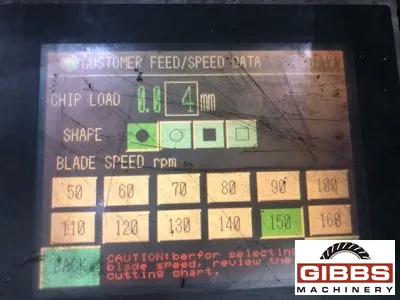 CUSTOMER FEED/SPEED DATA
CHIP LOAD 0.0 4 mm
SHAPE
BLADE SPEED rpm
50 60 70 80 90 100
110 120 130 140 150 160
BACK
CAUTION:berfor selecting
blade speed, review the
cutting chart.
GIBBS
MACHINERY